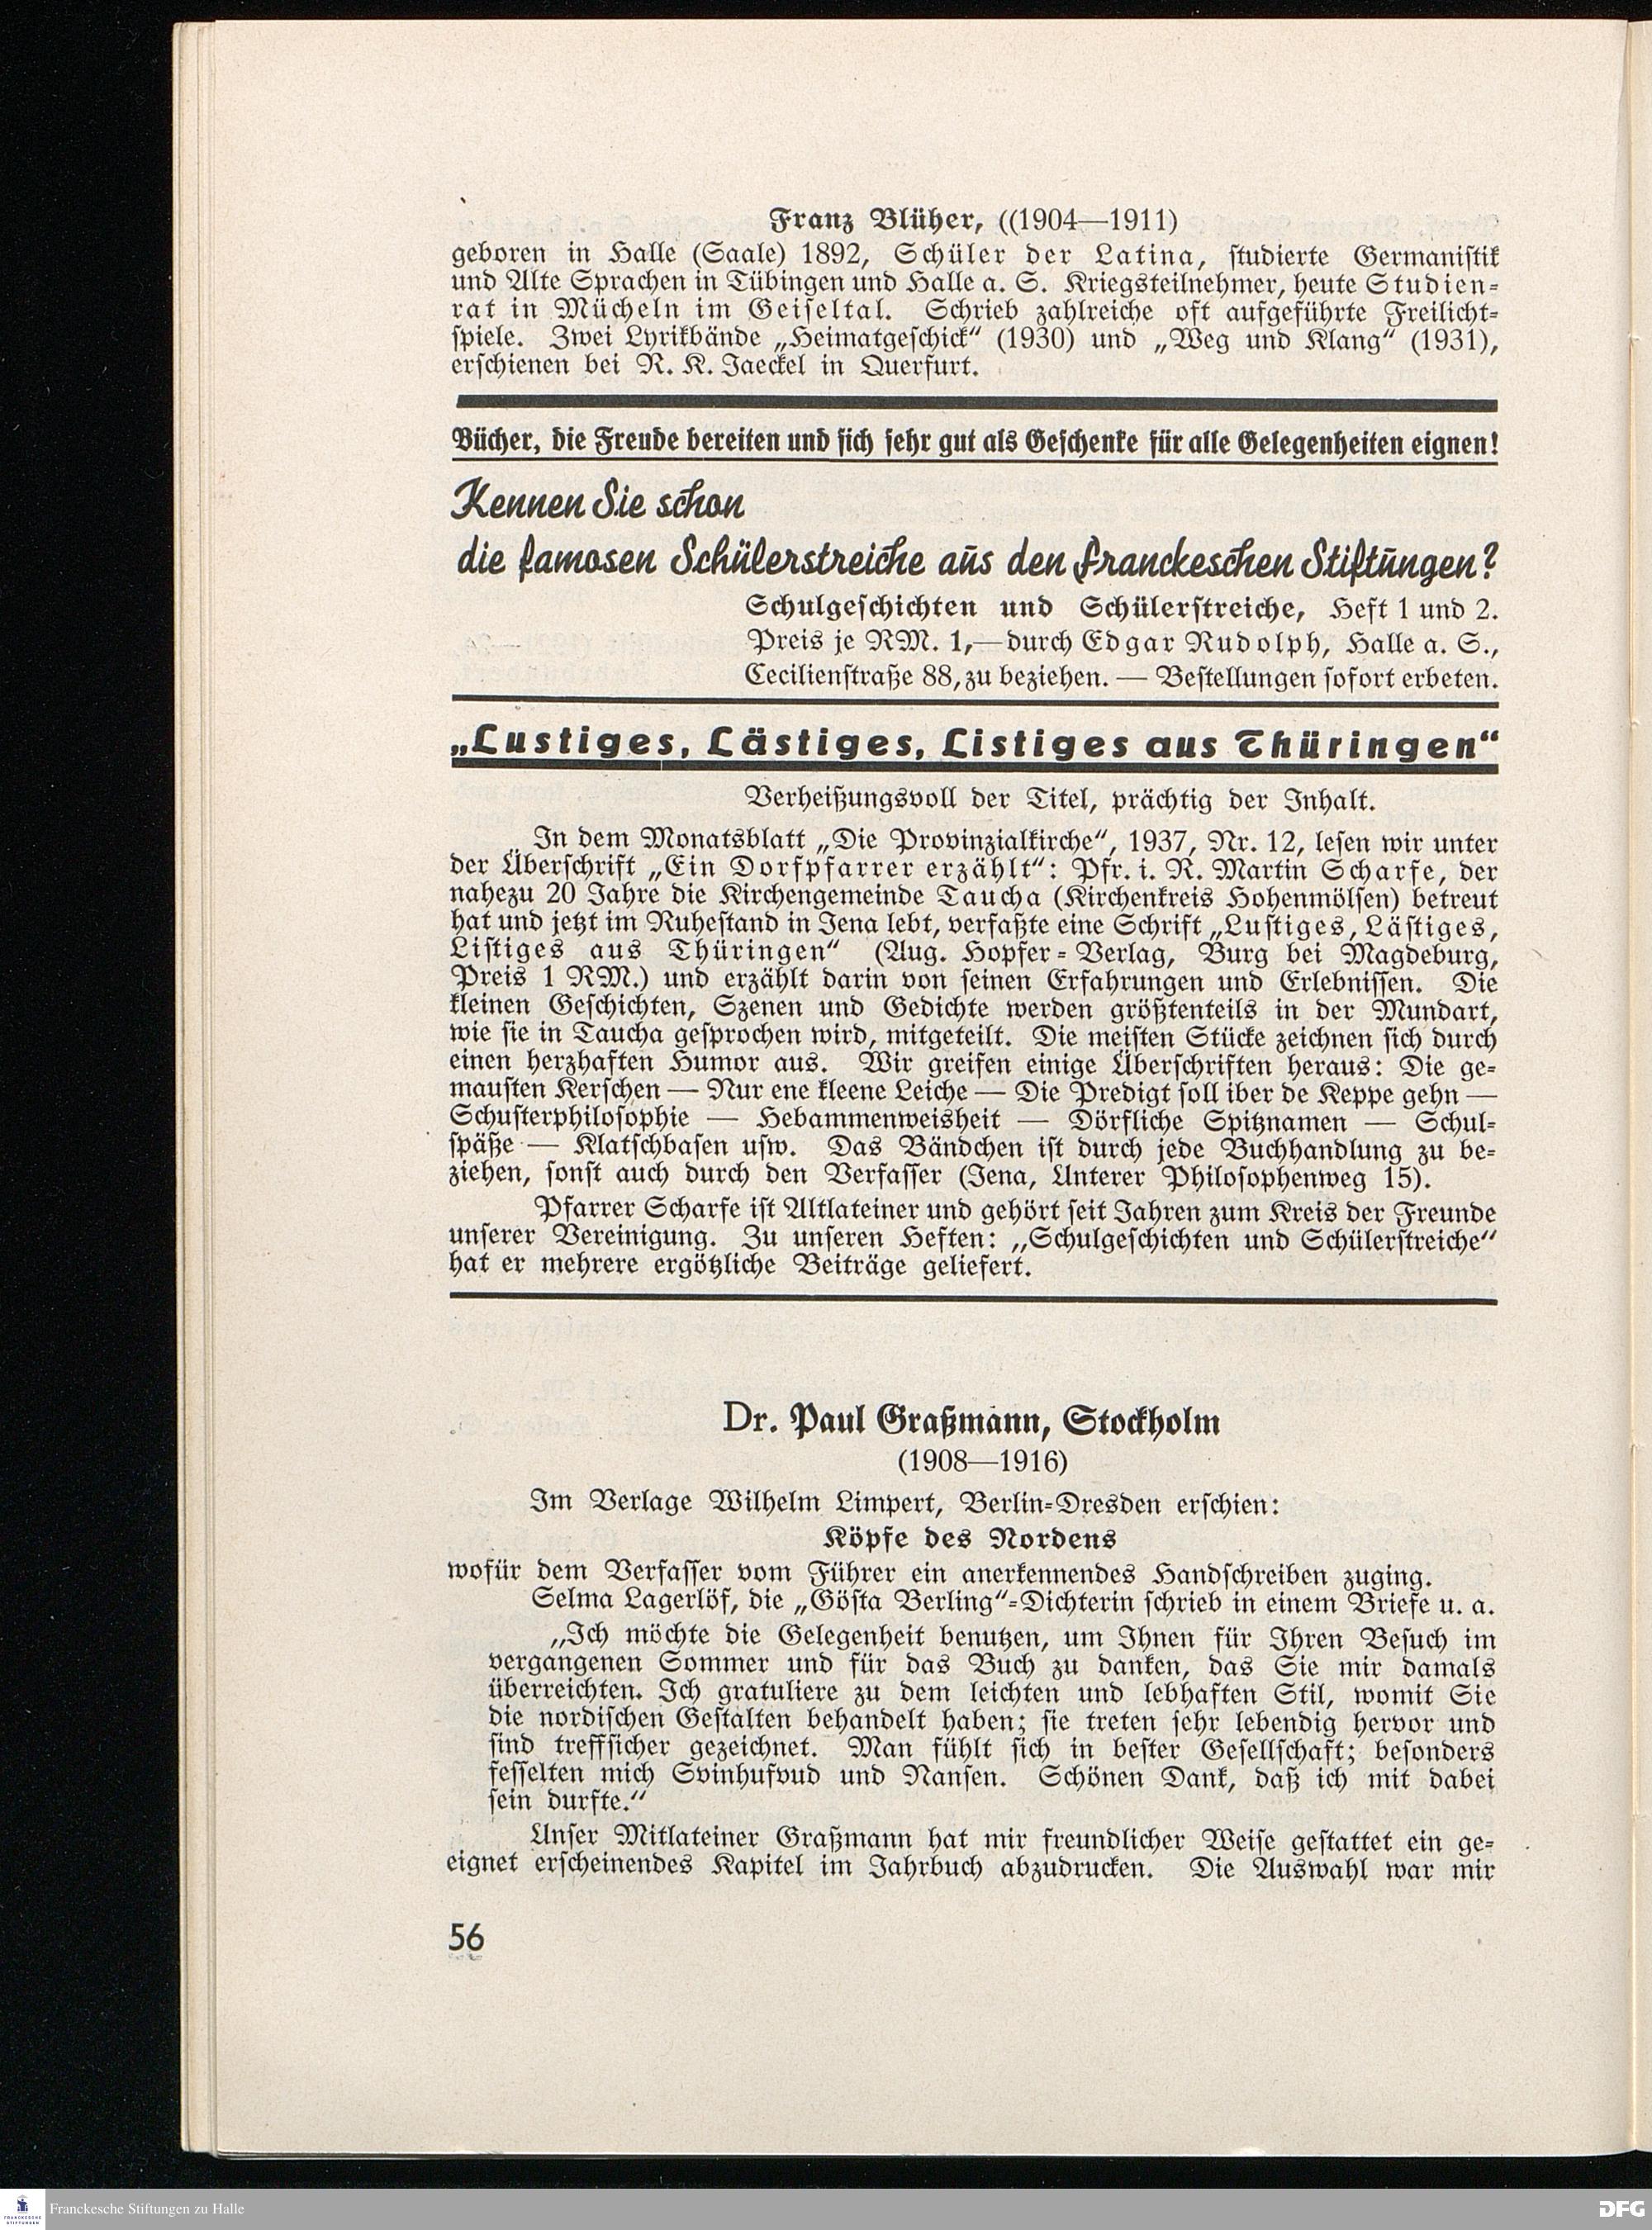 Franz Blüher, ((1904—1911)
geboren in Halle (Saale) 1892, Schüler der Latina, studierte Germanistik
und Alte Sprachen in Tübingen und Halle a. S. Kriegsteilnehmer, heute Studien-
rat in Mücheln im Geiseltal. Schrieb zahlreiche oft aufgeführte Freilicht-
spiele. Zwei Lyrikbände „Heimatgeschick“ (1930) und „Weg und Klang“ (1931),
erschienen bei R. K. Jaeckel in Querfurt.
Bücher, die Freude bereiten und sich sehr gut als Geschenke für alle Gelegenheiten eignen!
Kennen Sie schon
die famosen Schülerstreiche aus den Franckeschen Stiftungen?
Schulgeschichten und Schülerstreiche, Heft 1 und 2.
Preis je RM. 1,— durch Edgar Rudolph, Halle a. S.,
Cecilienstraße 88, zu beziehen. — Bestellungen sofort erbeten.
„Lustiges, Lästiges, Listiges aus Thüringen“
Verheißungsvoll der Titel, prächtig der Inhalt.
In dem Monatsblatt „Die Provinzialkirche“, 1937, Nr. 12, lesen wir unter
der Überschrift „Ein Dorfpfarrer erzählt“: Pfr. i. R. Martin Scharfe, der
nahezu 20 Jahre die Kirchengemeinde Taucha (Kirchenkreis Hohenmölsen) betreut
hat und jetzt im Ruhestand in Jena lebt, verfaßte eine Schrift „Lustiges, Lästiges,
Listiges aus Thüringen“ (Aug. Hopfer-Verlag, Burg bei Magdeburg,
Preis 1 RM.) und erzählt darin von seinen Erfahrungen und Erlebnissen. Die
kleinen Geschichten, Szenen und Gedichte werden größtenteils in der Mundart,
wie sie in Taucha gesprochen wird, mitgeteilt. Die meisten Stücke zeichnen sich durch
einen herzhaften Humor aus. Wir greifen einige Überschriften heraus: Die ge-
mausten Kerschen — Nur ene kleene Leiche — Die Predigt soll iber de Keppe gehn —
Schusterphilosophie — Hebammenweisheit — Dörfliche Spitznamen — Schul-
späße — Klatschbasen usw. Das Bändchen ist durch jede Buchhandlung zu be-
ziehen, sonst auch durch den Verfasser (Jena, Unterer Philosophenweg 15).
Pfarrer Scharfe ist Altlateiner und gehört seit Jahren zum Kreis der Freunde
unserer Vereinigung. Zu unseren Heften: „Schulgeschichten und Schülerstreiche“
hat er mehrere ergötzliche Beiträge geliefert.
Dr. Paul Graßmann, Stockholm
(1908—1916)
Im Verlage Wilhelm Limpert, Berlin-Dresden erschien:
Köpfe des Nordens
wofür dem Verfasser vom Führer ein anerkennendes Handschreiben zuging.
Selma Lagerlöf, die „Gösta Berling“-Dichterin schrieb in einem Briefe u. a.
„Ich möchte die Gelegenheit benutzen, um Ihnen für Ihren Besuch im
vergangenen Sommer und für das Buch zu danken, das Sie mir damals
überreichten. Ich gratuliere zu dem leichten und lebhaften Stil, womit Sie
die nordischen Gestalten behandelt haben; sie treten sehr lebendig hervor und
sind treffsicher gezeichnet. Man fühlt sich in bester Gesellschaft; besonders
fesselten mich Svinhufvud und Nansen. Schönen Dank, daß ich mit dabei
sein durfte.“
Unser Mitlateiner Graßmann hat mir freundlicher Weise gestattet ein ge-
eignet erscheinendes Kapitel im Jahrbuch abzudrucken. Die Auswahl war mir
56
FRANCKESCHE
STIFTUNGEN
Franckesche Stiftungen zu Halle
DFG